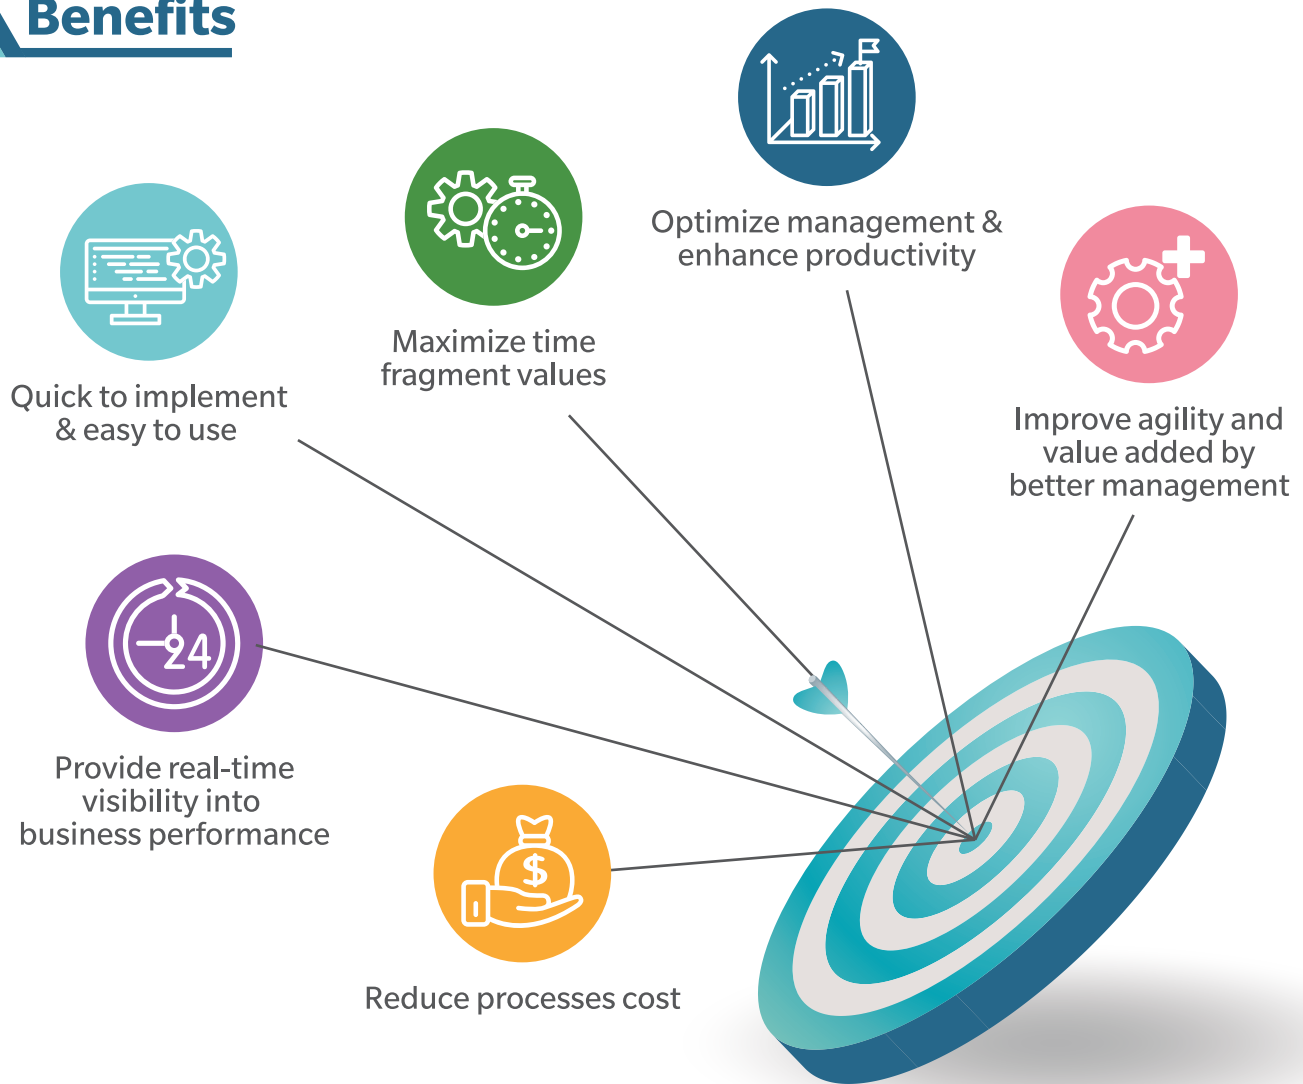 Benefits
Optimize management &
enhance productivity
Maximize time
fragment values
Quick to implement
& easy to use
Improve agility and
value added by
better management
24
Provide real-time
visibility into
business performance
$
Reduce processes cost